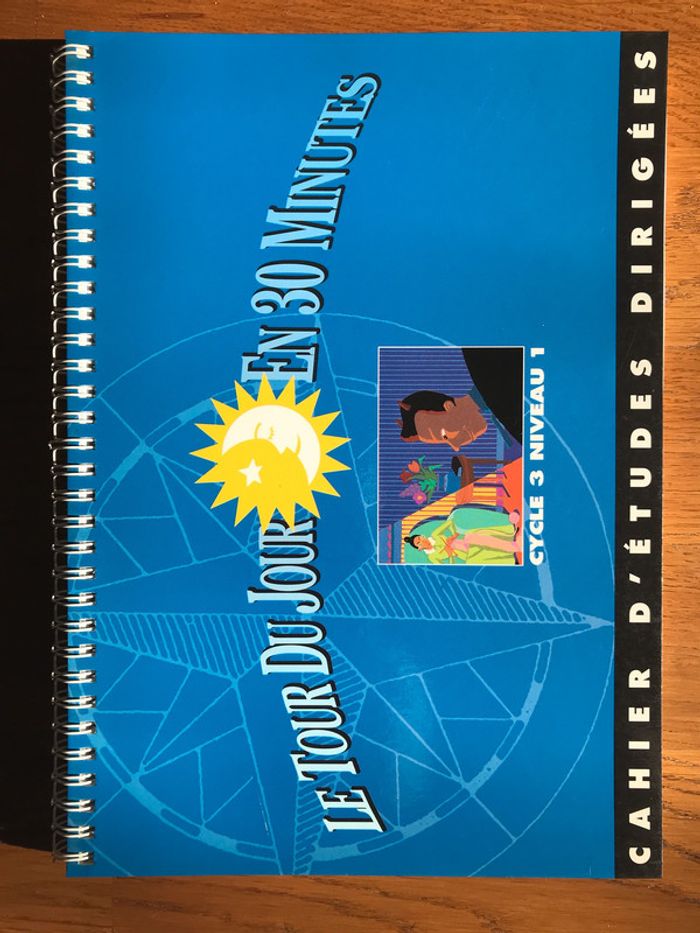 LE TOUR DU JOUR EN 30 MINUTES
CYCLE 3 NIVEAU 1
CAHIER D'ÉTUDES DIRIGÉES